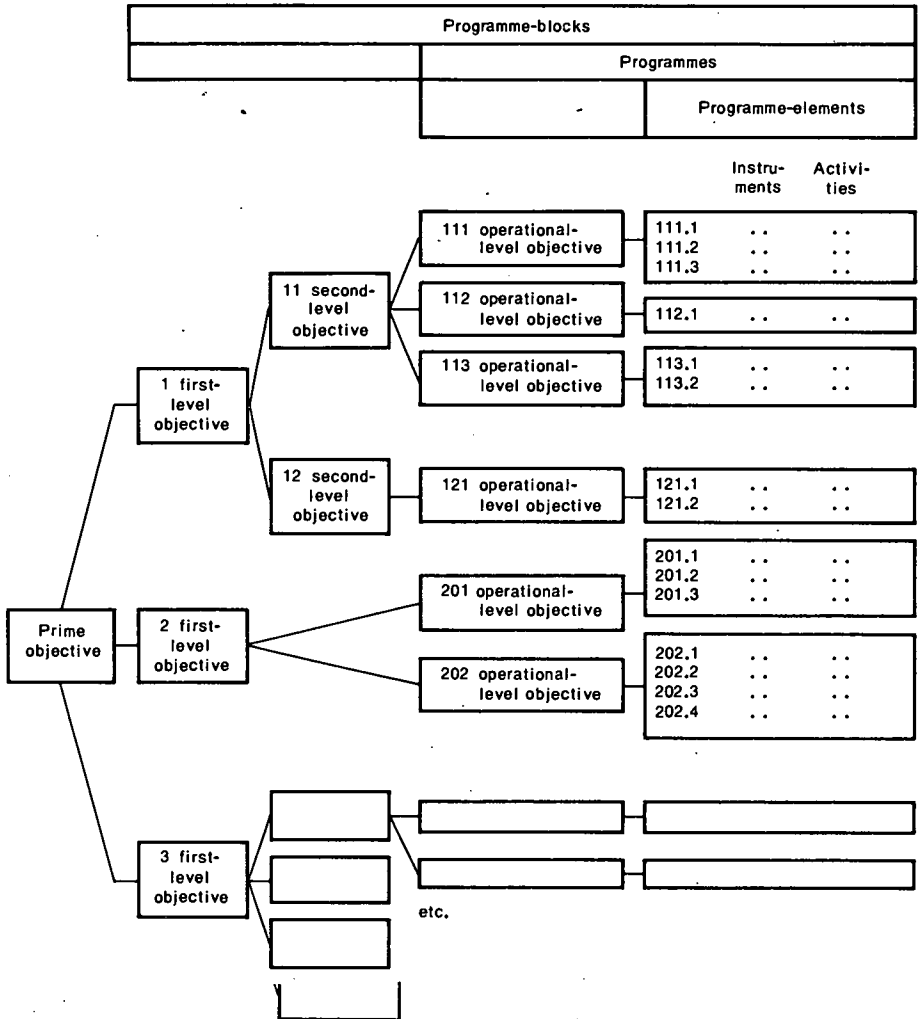 Programme-blocks
Programmes
Programme-elements
Instru-
ments
Activi-
ties
111 operational-
level objective
111.1 .. ..
111.2 .. ..
111.3 .. ..
11 second-
level
objective
112 operational-
level objective
112.1 .. ..
113 operational-
level objective
113.1 .. ..
113.2 .. ..
1 first-
level
objective
12 second-
level
objective
121 operational-
level objective
121.1 .. ..
121.2 .. ..
201 operational-
level objective
201.1 .. ..
201.2 .. ..
201.3 .. ..
Prime
objective
2 first-
level
objective
202 operational-
level objective
202.1 .. ..
202.2 .. ..
202.3 .. ..
202.4 .. ..
3 first-
level
objective
etc.